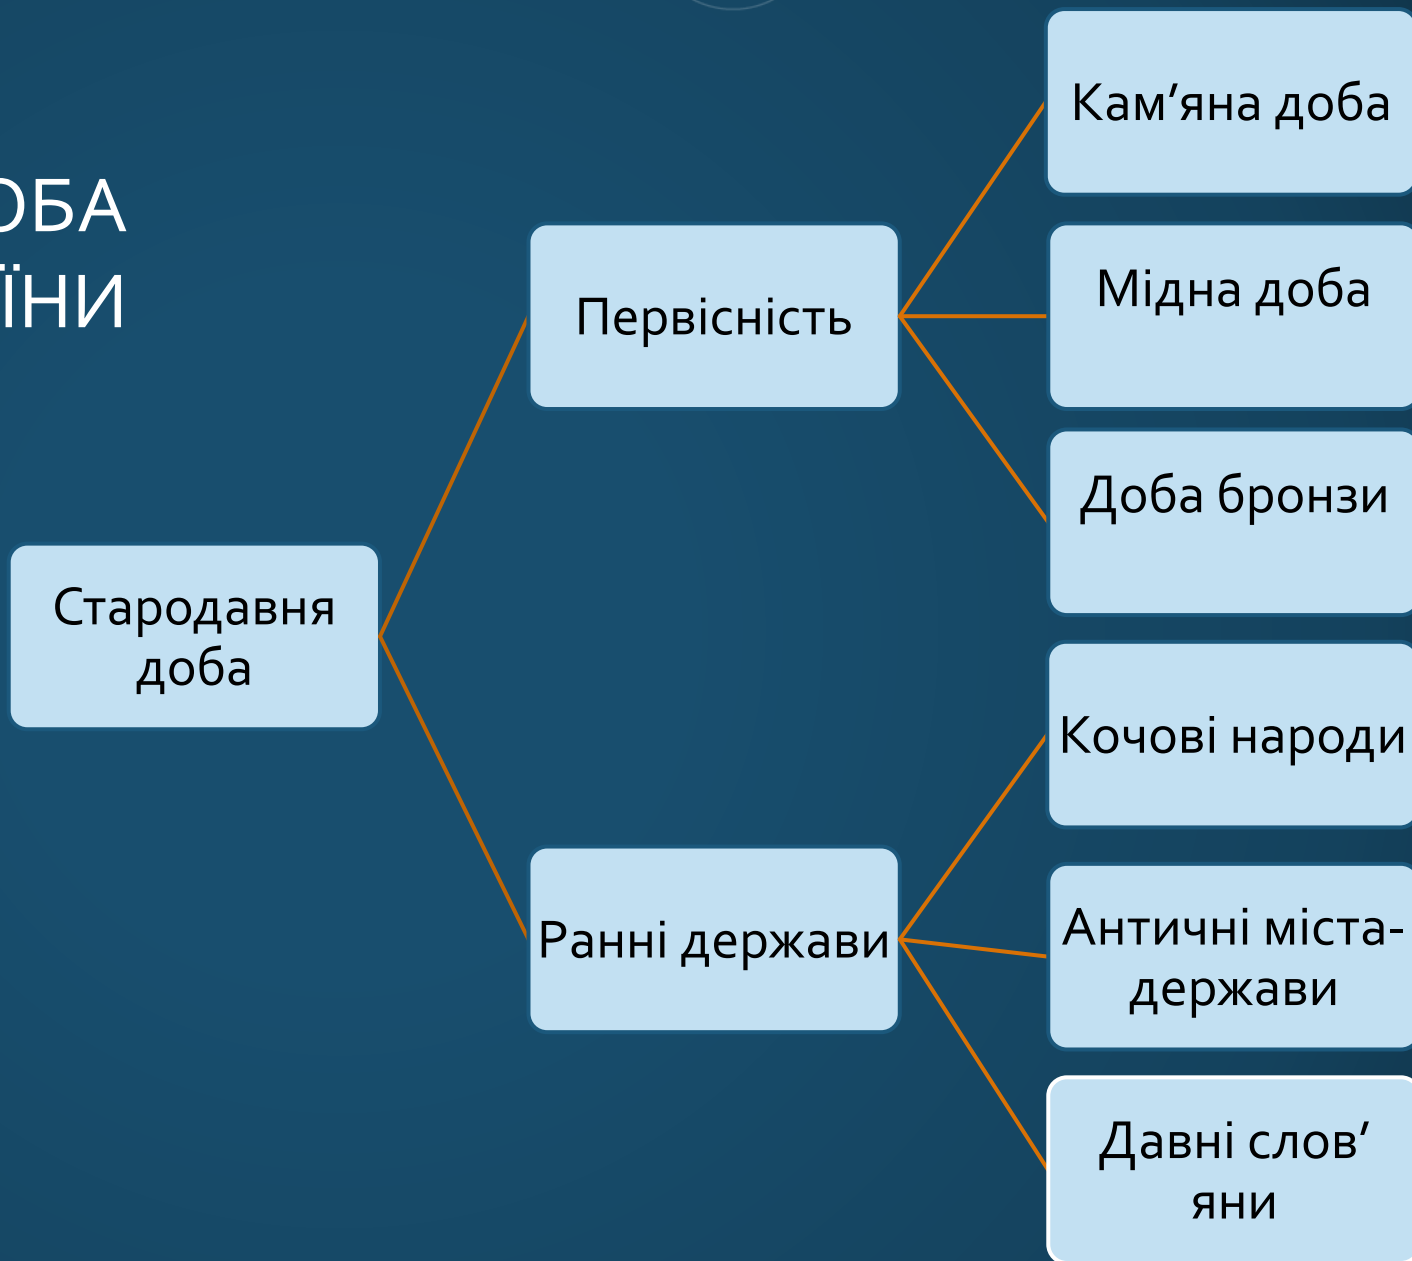 ОБА
ЇНИ
Стародавня
доба
Первісність
Кам’яна доба
Мідна доба
Доба бронзи
Ранні держави
Кочові народи
Античні міста-
держави
Давні слов’
яни